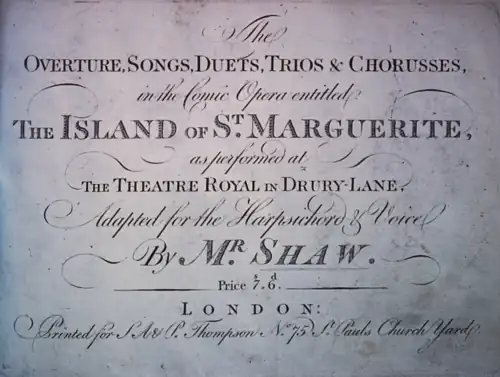 The
OVERTURE, SONGS, DUETS, TRIOS & CHORUSSES,
in the Comic Opera entitled
THE ISLAND OF ST. MARGUERITE,
as performed at
THE THEATRE ROYAL IN DRURY-LANE,
Adapted for the Harpsichord & Voice
By MR. SHAW.
Price 7s. 6d.
LONDON:
Printed for S. A. & P. Thompson No. 75 St. Pauls Church Yard.